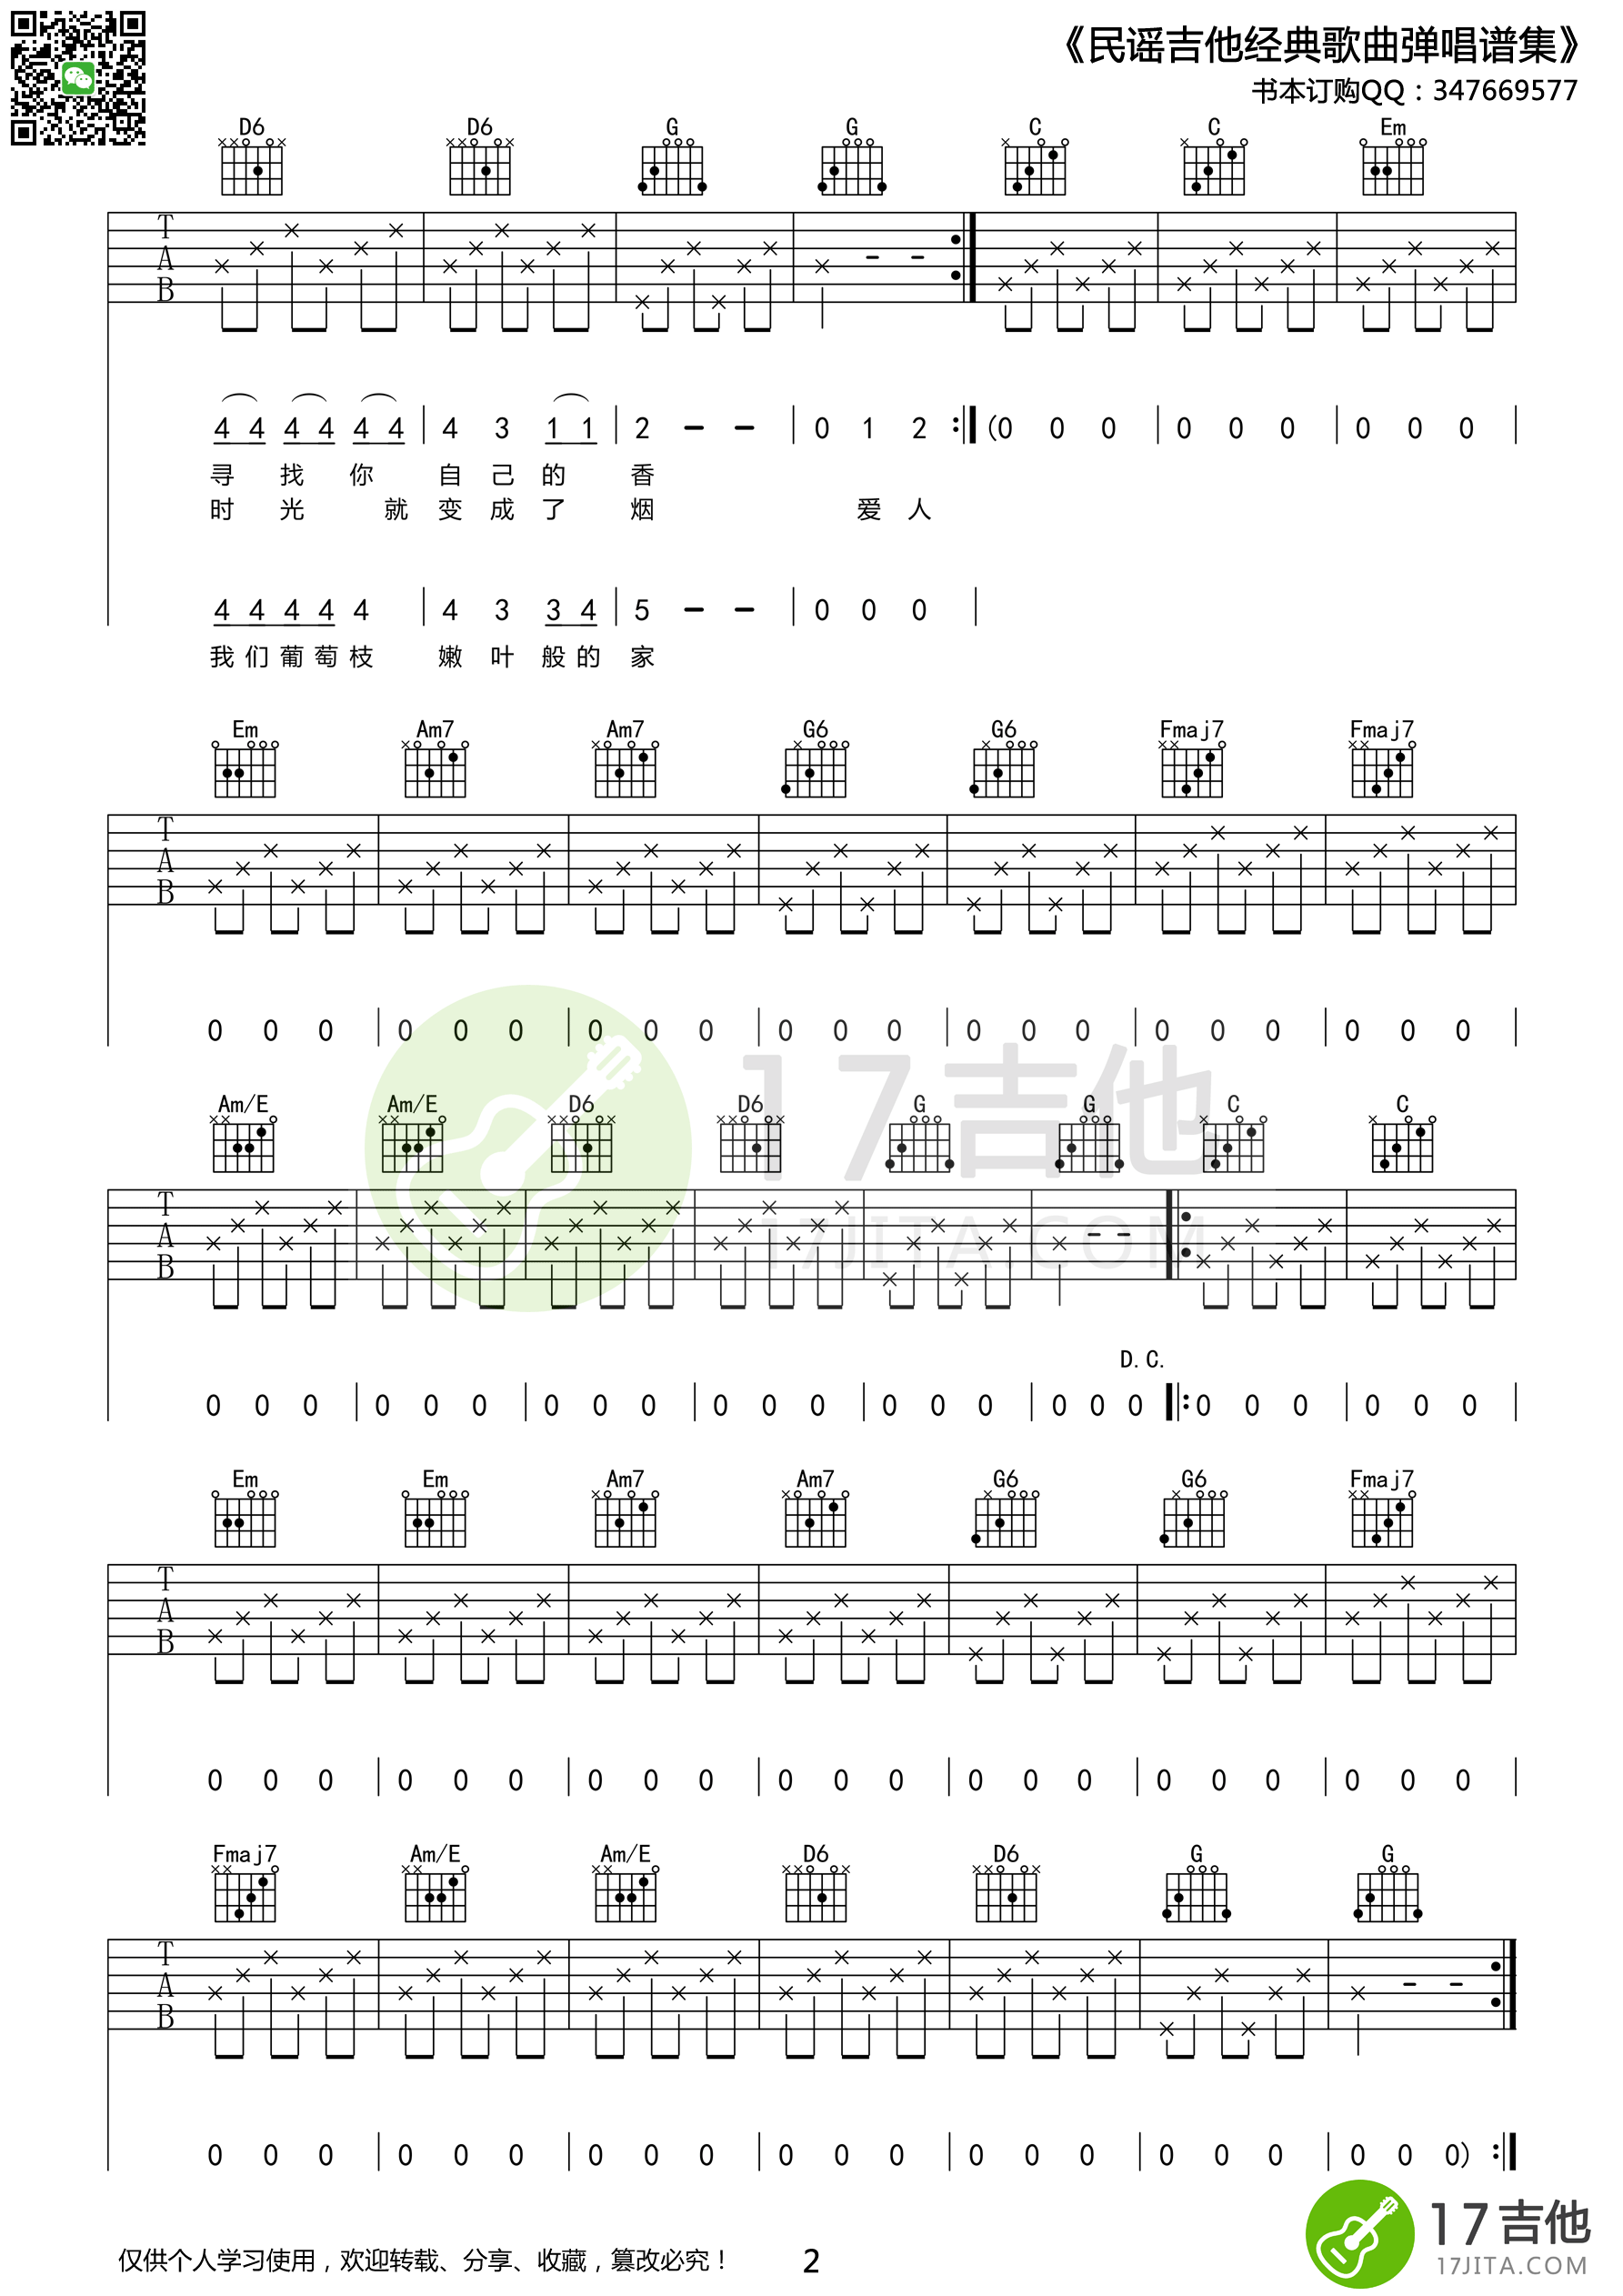 《民谣吉他经典歌曲弹唱谱集》
书本订购QQ：347669577
D6 D6 G G C C Em
T
A
B
4 4 4 4 4 4 | 4 3 1 1 | 2 – – | 0 1 2 :| (0 0 0 | 0 0 0 | 0 0 0 |
寻 找 你 自 己 的 香
时 光 就 变 成 了 烟 爱 人
4 4 4 4 4 | 4 3 3 4 | 5 – – | 0 0 0 |
我 们 葡 萄 枝 嫩 叶 般 的 家
Em Am7 Am7 G6 G6 Fmaj7 Fmaj7
T
A
B
0 0 0 | 0 0 0 | 0 0 0 | 0 0 0 | 0 0 0 | 0 0 0 | 0 0 0 |
17吉他
17JITA.COM
Am/E Am/E D6 D6 G G C C
T
A
B
D.C.
0 0 0 | 0 0 0 | 0 0 0 | 0 0 0 | 0 0 0 | 0 0 0 |: 0 0 0 | 0 0 0 |
Em Em Am7 Am7 G6 G6 Fmaj7
T
A
B
0 0 0 | 0 0 0 | 0 0 0 | 0 0 0 | 0 0 0 | 0 0 0 | 0 0 0 |
Fmaj7 Am/E Am/E D6 D6 G G
T
A
B
0 0 0 | 0 0 0 | 0 0 0 | 0 0 0 | 0 0 0 | 0 0 0 | 0 0 0) :|
仅供个人学习使用，欢迎转载、分享、收藏，篡改必究！ 2
17吉他
17JITA.COM